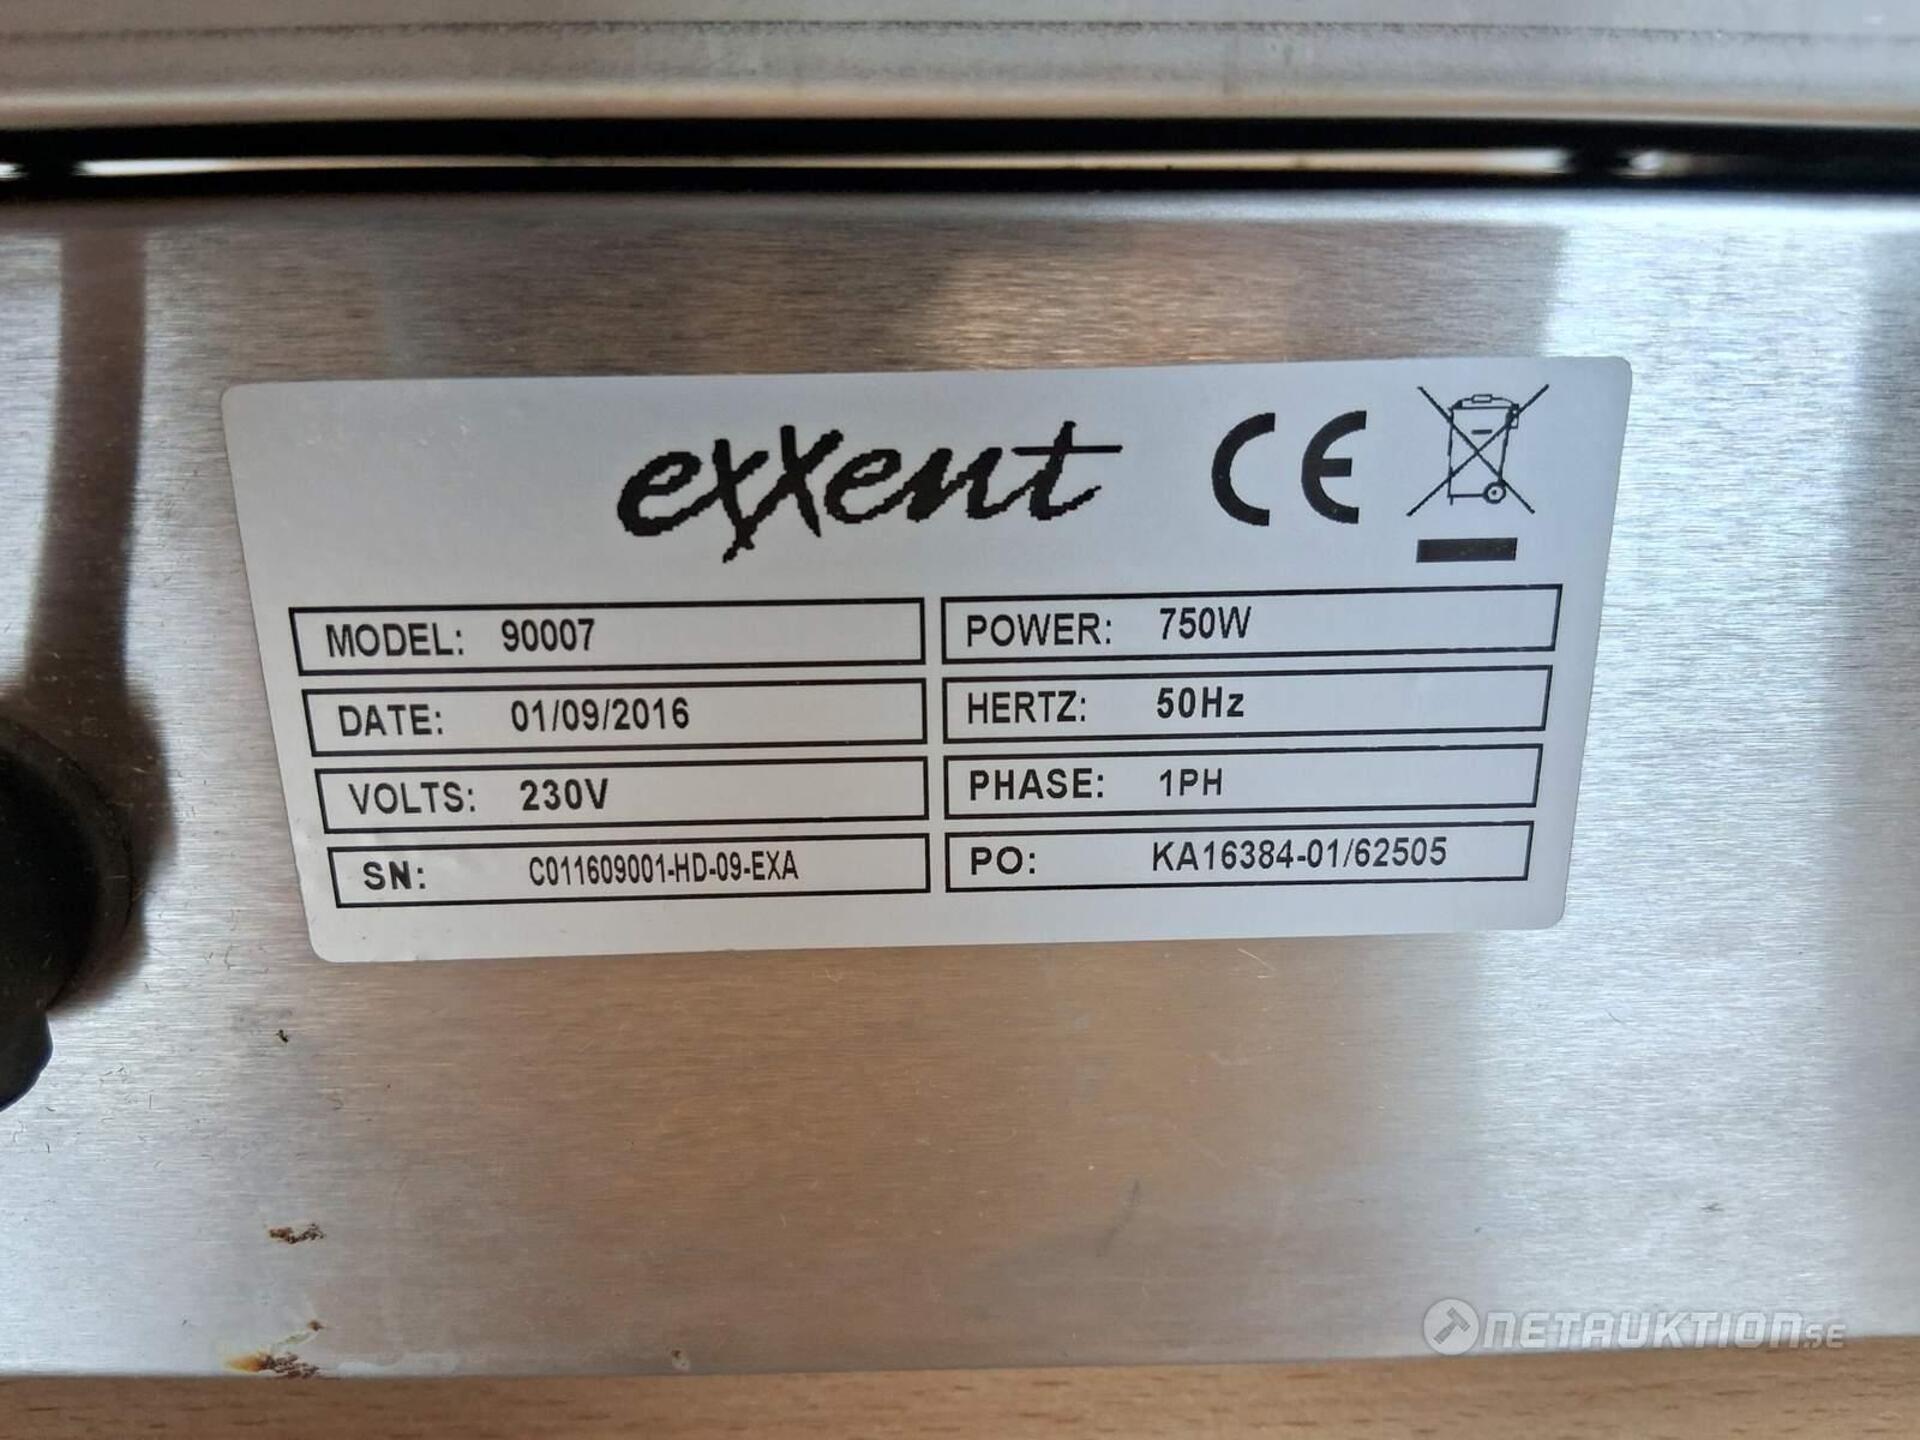 exxent CE
MODEL: 90007
POWER: 750W
DATE: 01/09/2016
HERTZ: 50Hz
VOLTS: 230V
PHASE: 1PH
SN: C011609001-HD-09-EXA
PO: KA16384-01/62505
NETAUKTION.SE